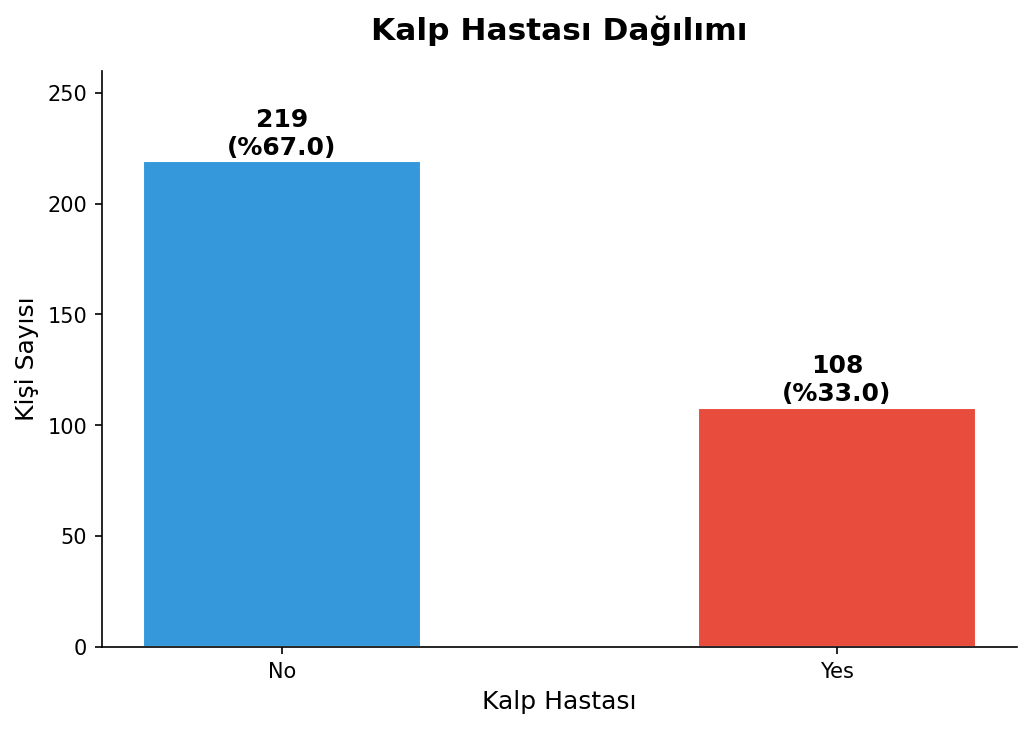 Kalp Hastası Dağılımı
250
200
150
100
50
0
Kişi Sayısı
219
(%67.0)
108
(%33.0)
No
Yes
Kalp Hastası